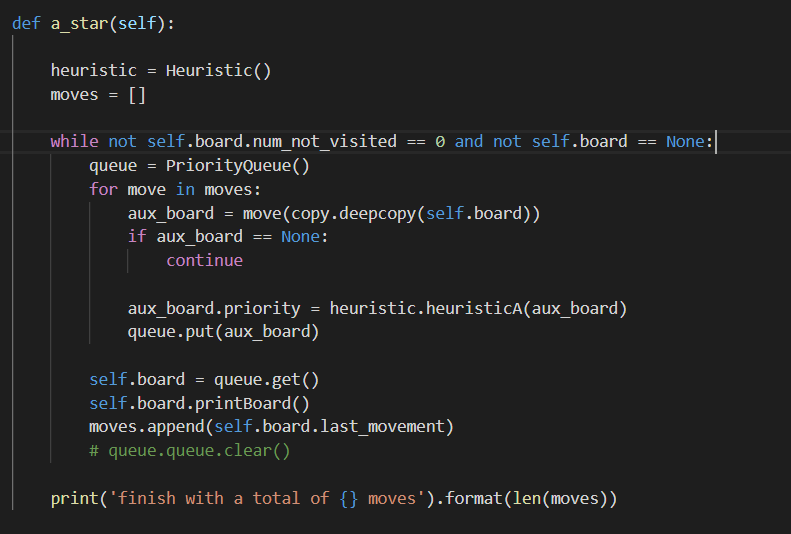 def a_star(self):
heuristic = Heuristic()
moves = []
while not self.board.num_not_visited == 0 and not self.board == None:
queue = PriorityQueue()
for move in moves:
aux_board = move(copy.deepcopy(self.board))
if aux_board == None:
continue
aux_board.priority = heuristic.heuristicA(aux_board)
queue.put(aux_board)
self.board = queue.get()
self.board.printBoard()
moves.append(self.board.last_movement)
# queue.queue.clear()
print('finish with a total of {} moves').format(len(moves))